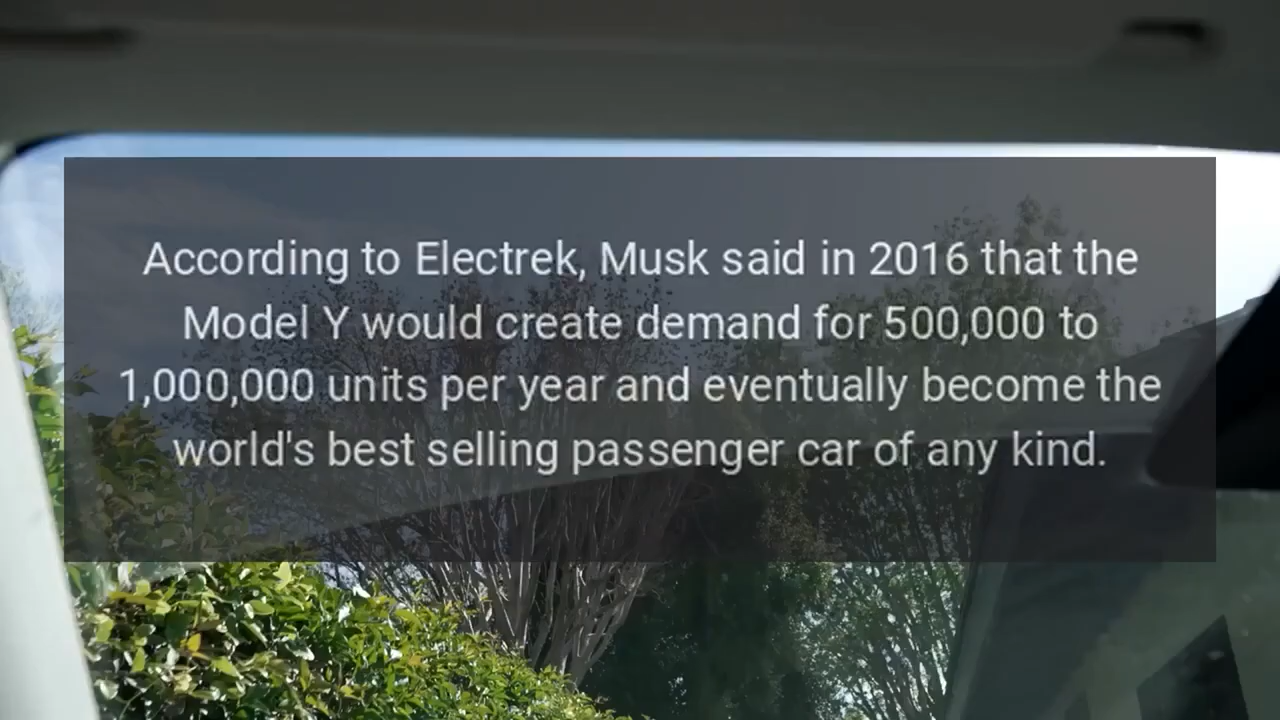 According to Electrek, Musk said in 2016 that the
Model Y would create demand for 500,000 to
1,000,000 units per year and eventually become the
world's best selling passenger car of any kind.